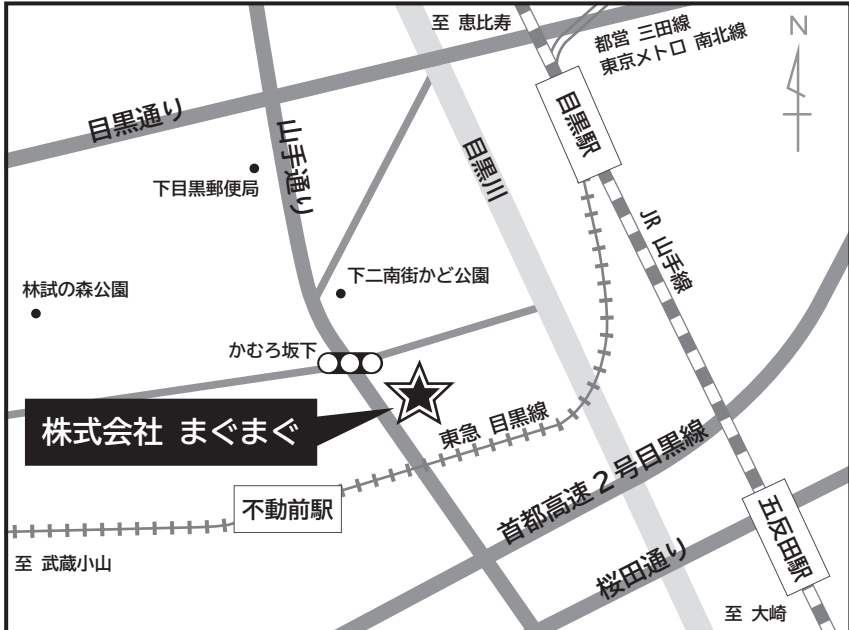 至 恵比寿
都営 三田線
東京メトロ 南北線
N
目黒通り
目黒駅
山手通り
目黒川
下目黒郵便局
JR 山手線
下二南街かど公園
林試の森公園
かむろ坂下
株式会社 まぐまぐ
東急 目黒線
首都高速2号目黒線
不動前駅
五反田駅
桜田通り
至 武蔵小山
至 大崎